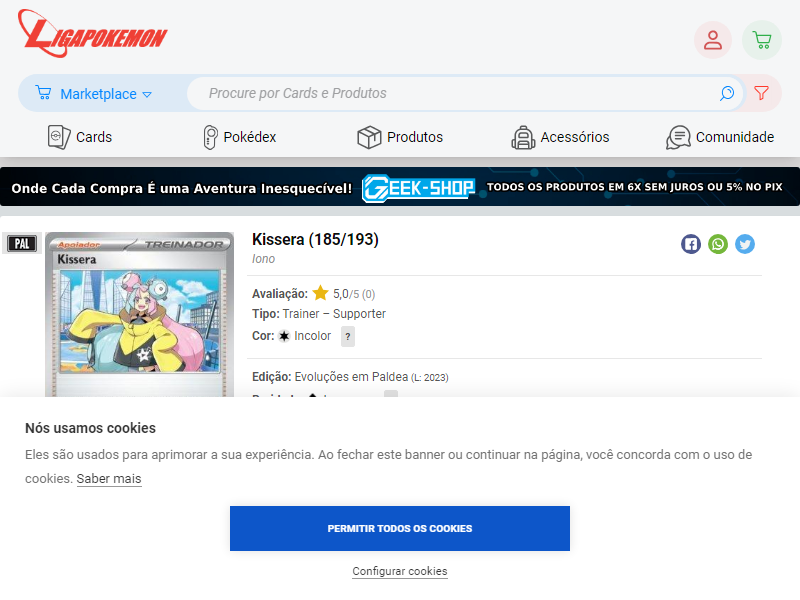 LIGAPOKEMON
Marketplace
Procure por Cards e Produtos
Cards
Pokédex
Produtos
Acessórios
Comunidade
Onde Cada Compra É uma Aventura Inesquecível! GEEK-SHOP TODOS OS PRODUTOS EM 6X SEM JUROS OU 5% NO PIX
PAL
Apoiador TREINADOR
Kissera
Kissera (185/193)
Iono
Avaliação: 5,0/5 (0)
Tipo: Trainer – Supporter
Cor: Incolor ?
Edição: Evoluções em Paldea (L: 2023)
Nós usamos cookies
Eles são usados para aprimorar a sua experiência. Ao fechar este banner ou continuar na página, você concorda com o uso de
cookies. Saber mais
PERMITIR TODOS OS COOKIES
Configurar cookies